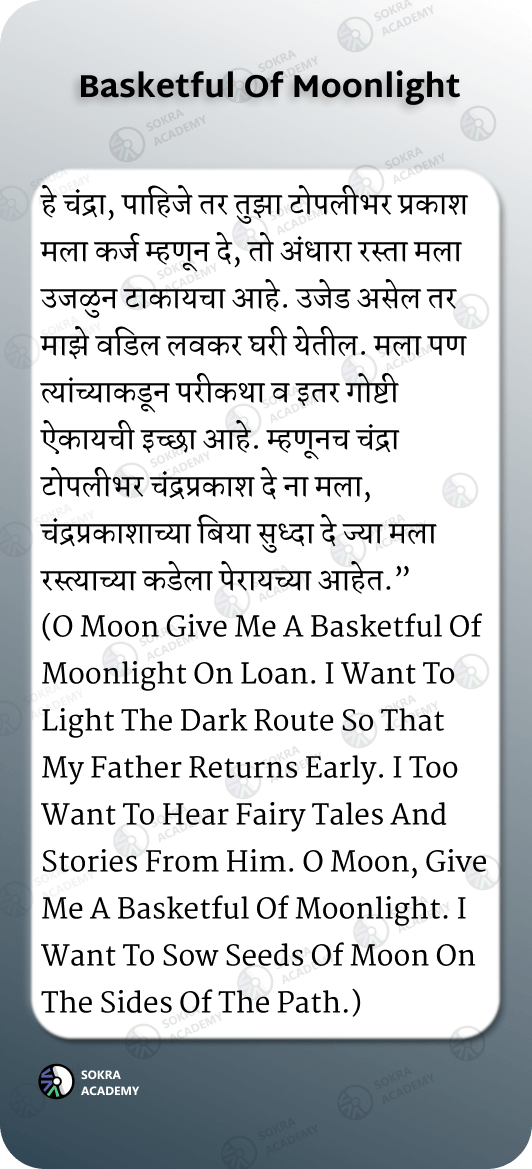 Basketful Of Moonlight
हे चंद्रा, पाहिजे तर तुझा टोपलीभर प्रकाश
मला कर्ज म्हणून दे, तो अंधारा रस्ता मला
उजळुन टाकायचा आहे. उजेड असेल तर
माझे वडिल लवकर घरी येतील. मला पण
त्यांच्याकडून परीकथा व इतर गोष्टी
ऐकायची इच्छा आहे. म्हणूनच चंद्रा
टोपलीभर चंद्रप्रकाश दे ना मला,
चंद्रप्रकाशाच्या बिया सुध्दा दे ज्या मला
रस्त्याच्या कडेला पेरायच्या आहेत.”
(O Moon Give Me A Basketful Of
Moonlight On Loan. I Want To
Light The Dark Route So That
My Father Returns Early. I Too
Want To Hear Fairy Tales And
Stories From Him. O Moon, Give
Me A Basketful Of Moonlight. I
Want To Sow Seeds Of Moon On
The Sides Of The Path.)
SOKRA
ACADEMY